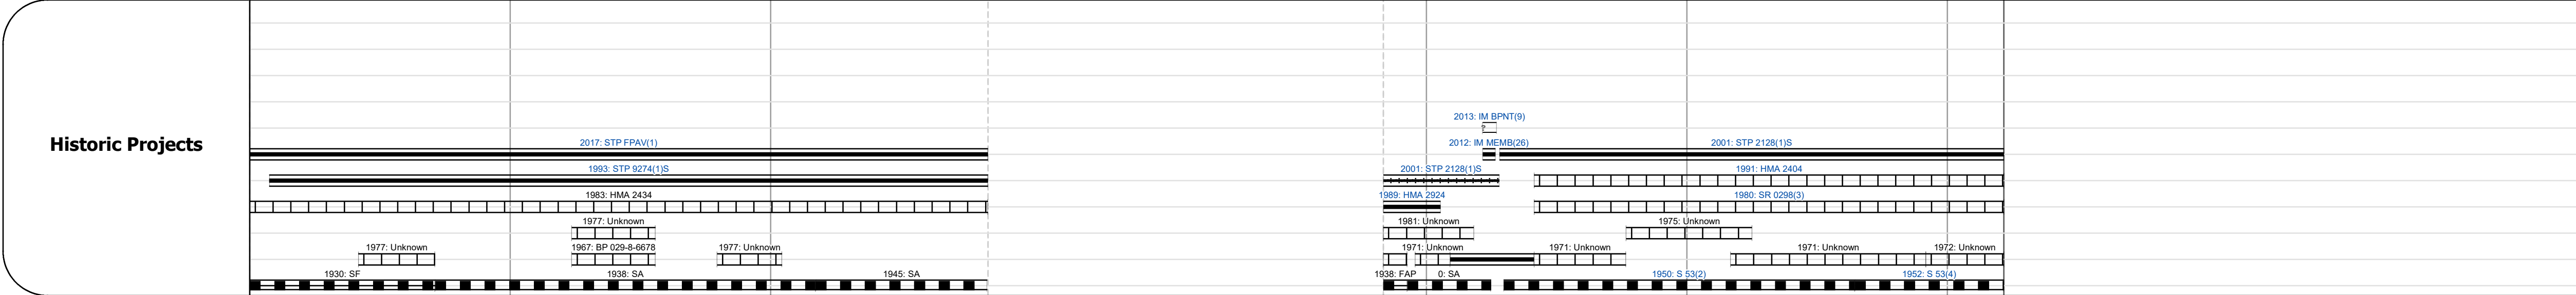 Historic Projects
2013: IM BPNT(9)
?
2017: STP FPAV(1)
2012: IM MEMB(26)
2001: STP 2128(1)S
1993: STP 9274(1)S
2001: STP 2128(1)S
1991: HMA 2404
1983: HMA 2434
1989: HMA 2924
1980: SR 0298(3)
1977: Unknown
1981: Unknown
1975: Unknown
1977: Unknown
1967: BP 029-8-6678
1977: Unknown
1971: Unknown
1971: Unknown
1971: Unknown
1972: Unknown
1930: SF
1938: SA
1945: SA
1938: FAP
0: SA
1950: S 53(2)
1952: S 53(4)